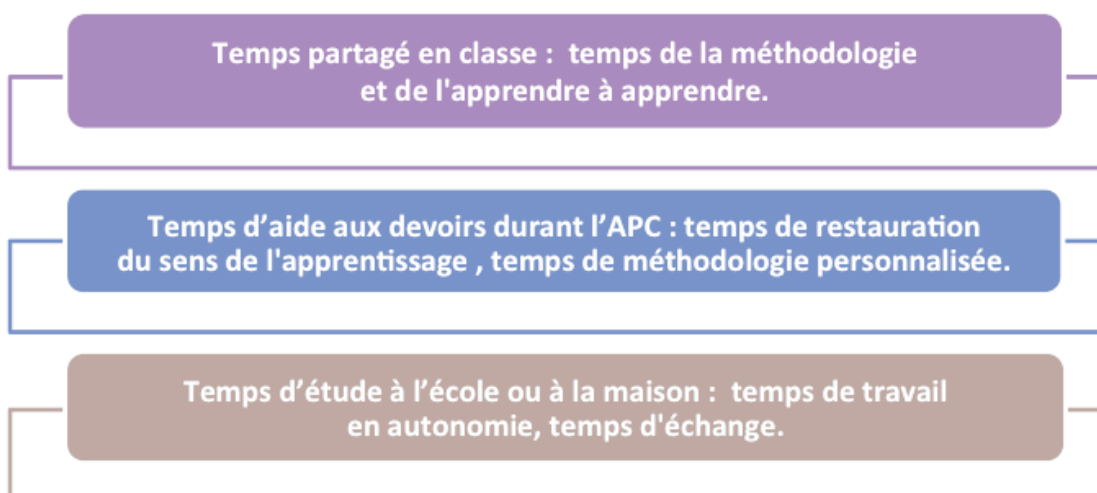 Temps partagé en classe :  temps de la méthodologie
et de l'apprendre à apprendre.
Temps d’aide aux devoirs durant l’APC : temps de restauration
du sens de l'apprentissage , temps de méthodologie personnalisée.
Temps d’étude à l’école ou à la maison :  temps de travail
en autonomie, temps d'échange.